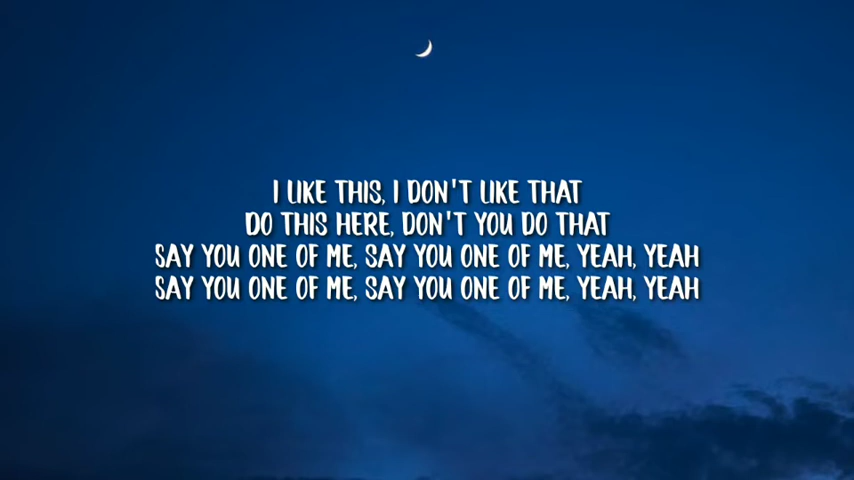 I LIKE THIS, I DON'T LIKE THAT
DO THIS HERE, DON'T YOU DO THAT
SAY YOU ONE OF ME, SAY YOU ONE OF ME, YEAH, YEAH
SAY YOU ONE OF ME, SAY YOU ONE OF ME, YEAH, YEAH